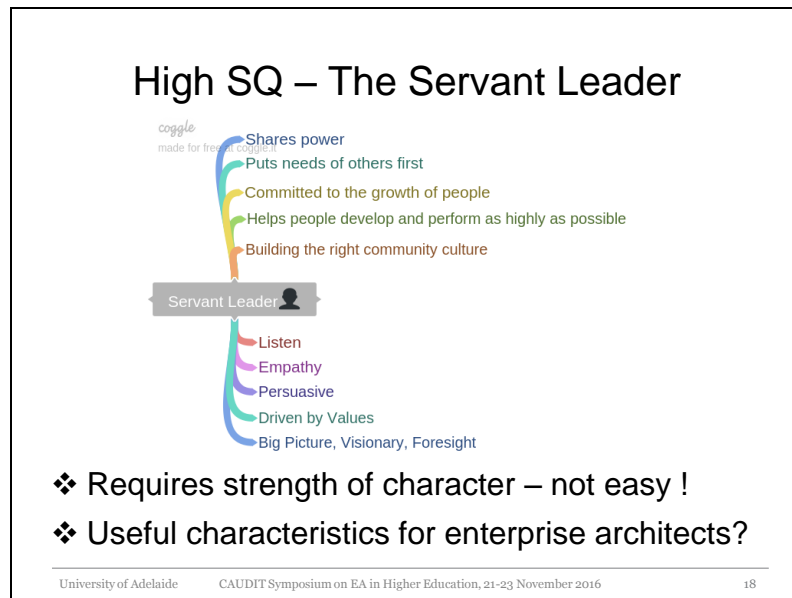 High SQ – The Servant Leader
coggle
made for free at coggle.it
Shares power
Puts needs of others first
Committed to the growth of people
Helps people develop and perform as highly as possible
Building the right community culture
Servant Leader
Listen
Empathy
Persuasive
Driven by Values
Big Picture, Visionary, Foresight
❖ Requires strength of character – not easy !
❖ Useful characteristics for enterprise architects?
University of Adelaide CAUDIT Symposium on EA in Higher Education, 21-23 November 2016 18